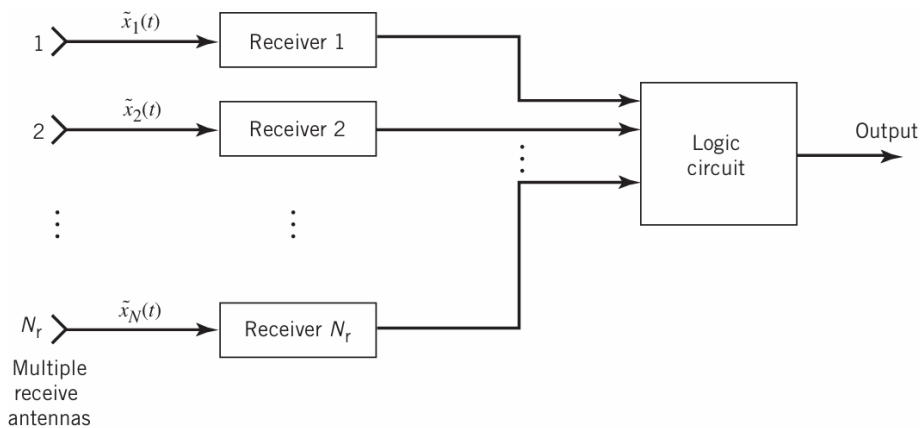 1
x̃₁(t)
Receiver 1
2
x̃₂(t)
Receiver 2
Logic
circuit
Output
Nᵣ
x̃N(t)
Receiver Nᵣ
Multiple
receive
antennas